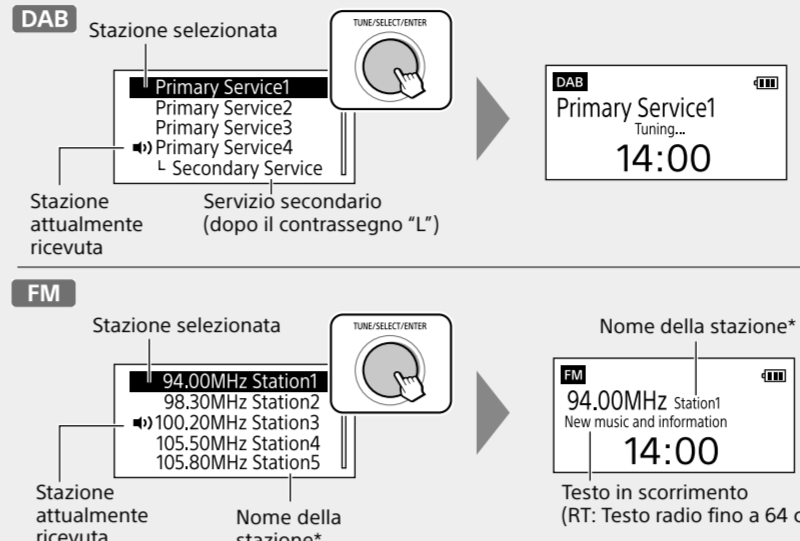 DAB
Stazione selezionata
TUNE/SELECT/ENTER
Primary Service1
Primary Service2
Primary Service3
Primary Service4
└ Secondary Service
Stazione
attualmente
ricevuta
Servizio secondario
(dopo il contrassegno “L”)
DAB
Primary Service1
Tuning...
14:00
FM
Stazione selezionata
TUNE/SELECT/ENTER
94.00MHz Station1
98.30MHz Station2
100.20MHz Station3
105.50MHz Station4
105.80MHz Station5
Stazione
attualmente
ricevuta
Nome della
stazione*
Nome della stazione*
FM
94.00MHz Station1
New music and information
14:00
Testo in scorrimento
(RT: Testo radio fino a 64